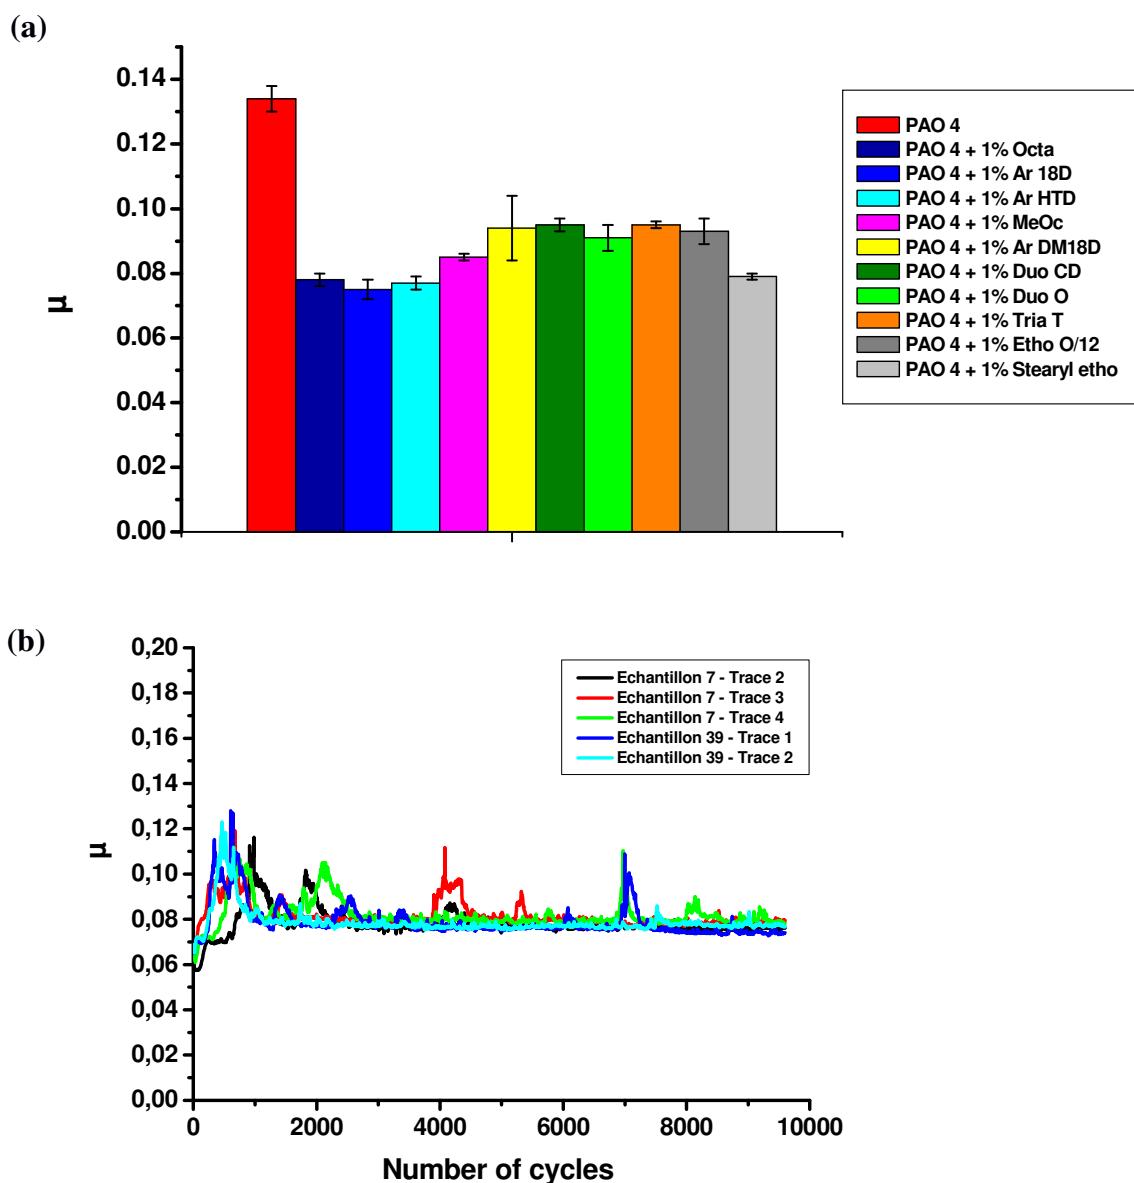 (a)
0.14
0.12
0.10
0.08
0.06
0.04
0.02
0.00
μ
PAO 4
PAO 4 + 1% Octa
PAO 4 + 1% Ar 18D
PAO 4 + 1% Ar HTD
PAO 4 + 1% MeOc
PAO 4 + 1% Ar DM18D
PAO 4 + 1% Duo CD
PAO 4 + 1% Duo O
PAO 4 + 1% Tria T
PAO 4 + 1% Etho O/12
PAO 4 + 1% Stearyl etho
(b)
0,20
0,18
0,16
0,14
0,12
0,10
0,08
0,06
0,04
0,02
0,00
μ
Echantillon 7 - Trace 2
Echantillon 7 - Trace 3
Echantillon 7 - Trace 4
Echantillon 39 - Trace 1
Echantillon 39 - Trace 2
0 2000 4000 6000 8000 10000
Number of cycles